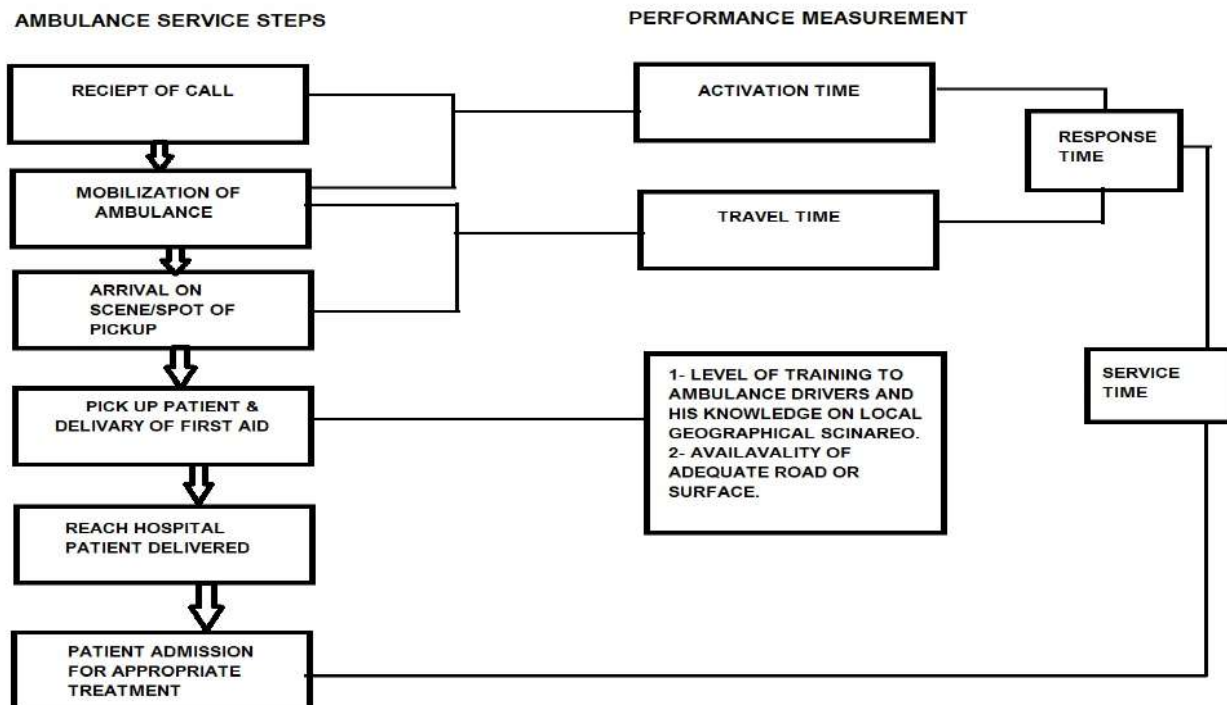 AMBULANCE SERVICE STEPS
PERFORMANCE MEASUREMENT
RECIEPT OF CALL
ACTIVATION TIME
RESPONSE
TIME
MOBILIZATION OF
AMBULANCE
TRAVEL TIME
ARRIVAL ON
SCENE/SPOT OF
PICKUP
PICK UP PATIENT &
DELIVARY OF FIRST AID
1- LEVEL OF TRAINING TO
AMBULANCE DRIVERS AND
HIS KNOWLEDGE ON LOCAL
GEOGRAPHICAL SCINAREO.
2- AVAILAVALITY OF
ADEQUATE ROAD OR
SURFACE.
SERVICE
TIME
REACH HOSPITAL
PATIENT DELIVERED
PATIENT ADMISSION
FOR APPROPRIATE
TREATMENT